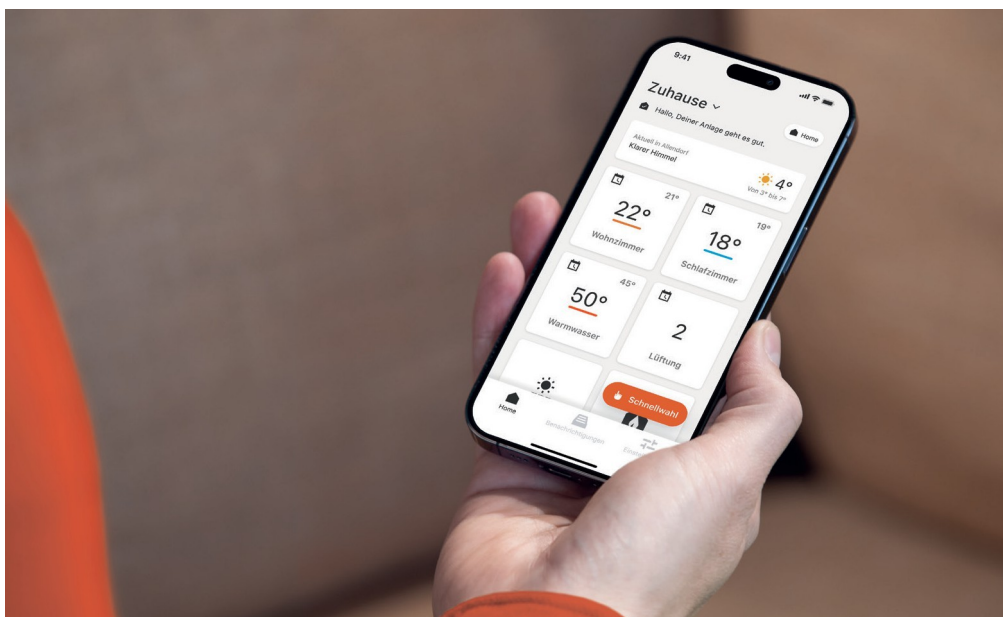 9:41
Zuhause
Hallo, Deiner Anlage geht es gut.
Home
Aktuell in Allendorf
Klarer Himmel
4°
Von 3° bis 7°
21°
22°
Wohnzimmer
19°
18°
Schlafzimmer
45°
50°
Warmwasser
2
Lüftung
Schnellwahl
Home
Benachrichtigungen